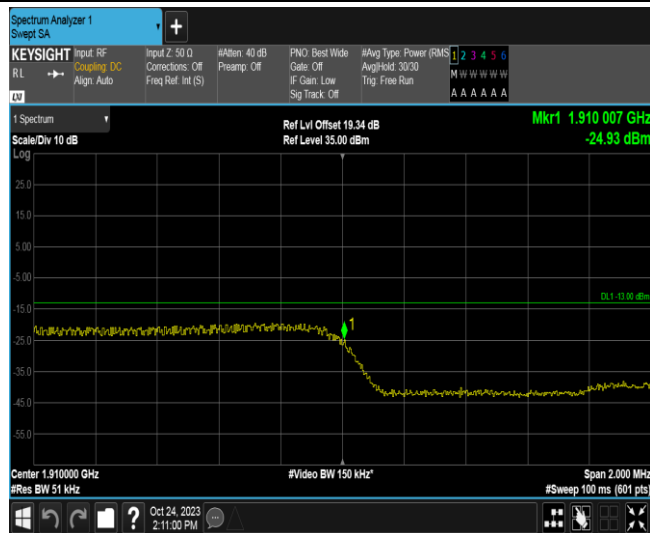 Spectrum Analyzer 1
Swept SA
+
KEYSIGHT
RL
LXI
Input: RF
Coupling: DC
Align: Auto
Input Z: 50 Ω
Corrections: Off
Freq Ref: Int (S)
#Atten: 40 dB
Preamp: Off
PNO: Best Wide
Gate: Off
IF Gain: Low
Sig Track: Off
#Avg Type: Power (RMS
Avg|Hold: 30/30
Trig: Free Run
1 2 3 4 5 6
M W W W W W
A A A A A A
1 Spectrum
Scale/Div 10 dB
Ref Lvl Offset 19.34 dB
Ref Level 35.00 dBm
Mkr1 1.910 007 GHz
-24.93 dBm
Log
25.0
15.0
5.00
-5.00
DL1 -13.00 dBm
-15.0
1
-25.0
-35.0
-45.0
-55.0
Center 1.910000 GHz
#Video BW 150 kHz*
Span 2.000 MHz
#Res BW 51 kHz
#Sweep 100 ms (601 pts)
?
Oct 24, 2023
2:11:00 PM